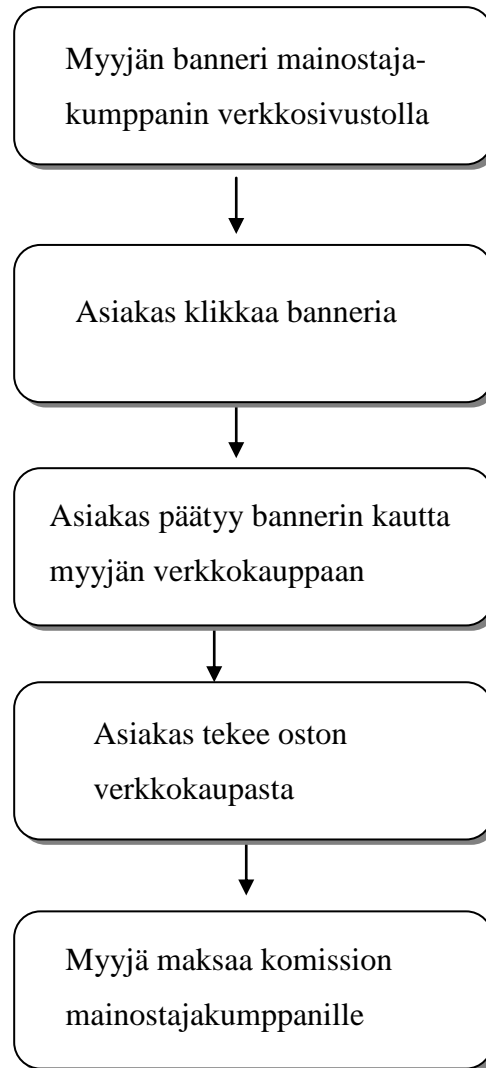 Myyjän banneri mainostaja-
kumppanin verkkosivustolla
Asiakas klikkaa banneria
Asiakas päätyy bannerin kautta
myyjän verkkokauppaan
Asiakas tekee oston
verkkokaupasta
Myyjä maksaa komission
mainostajakumppanille